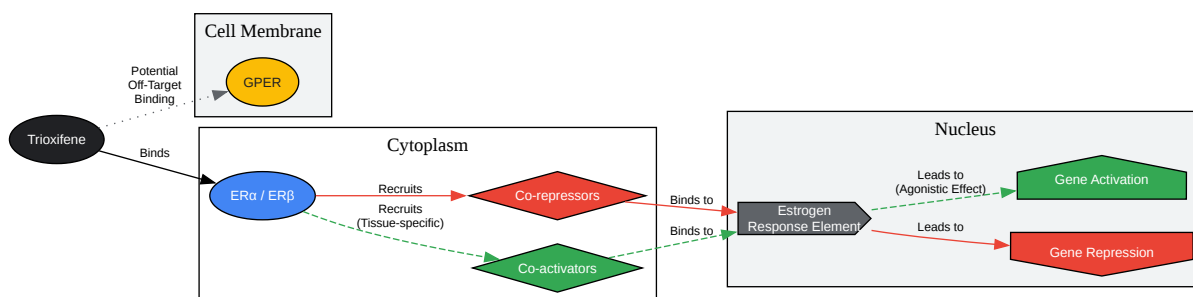 Cell Membrane
GPER
Potential
Off-Target
Binding
Trioxifene
Binds
Cytoplasm
ERα / ERβ
Recruits
Recruits
(Tissue-specific)
Co-repressors
Co-activators
Binds to
Binds to
Nucleus
Estrogen
Response Element
Leads to
(Agonistic Effect)
Leads to
Gene Activation
Gene Repression